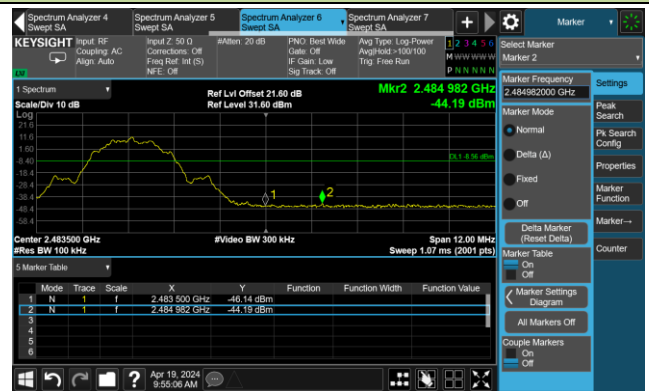 Spectrum Analyzer 4 Swept SA
Spectrum Analyzer 5 Swept SA
Spectrum Analyzer 6 Swept SA
Spectrum Analyzer 7 Swept SA
+
Marker
KEYSIGHT
Input: RF
Coupling: AC
Align: Auto
Input Z: 50 Ω
Corrections: Off
Freq Ref: Int (S)
NFE: Off
#Atten: 20 dB
PNO: Best Wide
Gate: Off
IF Gain: Low
Sig Track: Off
Avg Type: Log-Power
Avg|Hold:>100/100
Trig: Free Run
1 2 3 4 5 6
M W W W W W
P N N N N N
LW
Select Marker
Marker 2
1 Spectrum
Scale/Div 10 dB
Ref Lvl Offset 21.60 dB
Ref Level 31.60 dBm
Mkr2 2.484 982 GHz
-44.19 dBm
Log
21.6
11.6
1.60
-8.40
-18.4
-28.4
-38.4
-48.4
-58.4
DL1 -8.56 dBm
1
2
Center 2.483500 GHz
#Res BW 100 kHz
#Video BW 300 kHz
Span 12.00 MHz
Sweep 1.07 ms (2001 pts)
5 Marker Table
Mode Trace Scale X Y Function Function Width Function Value
1 N 1 f 2.483 500 GHz -46.14 dBm
2 N 1 f 2.484 982 GHz -44.19 dBm
3
4
5
6
Marker Frequency
2.484982000 GHz
Marker Mode
Normal
Delta (Δ)
Fixed
Off
Delta Marker
(Reset Delta)
Marker Table
On
Off
Marker Settings
Diagram
All Markers Off
Couple Markers
On
Off
Settings
Peak Search
Pk Search Config
Properties
Marker Function
Marker→
Counter
?
Apr 19, 2024
9:55:06 AM